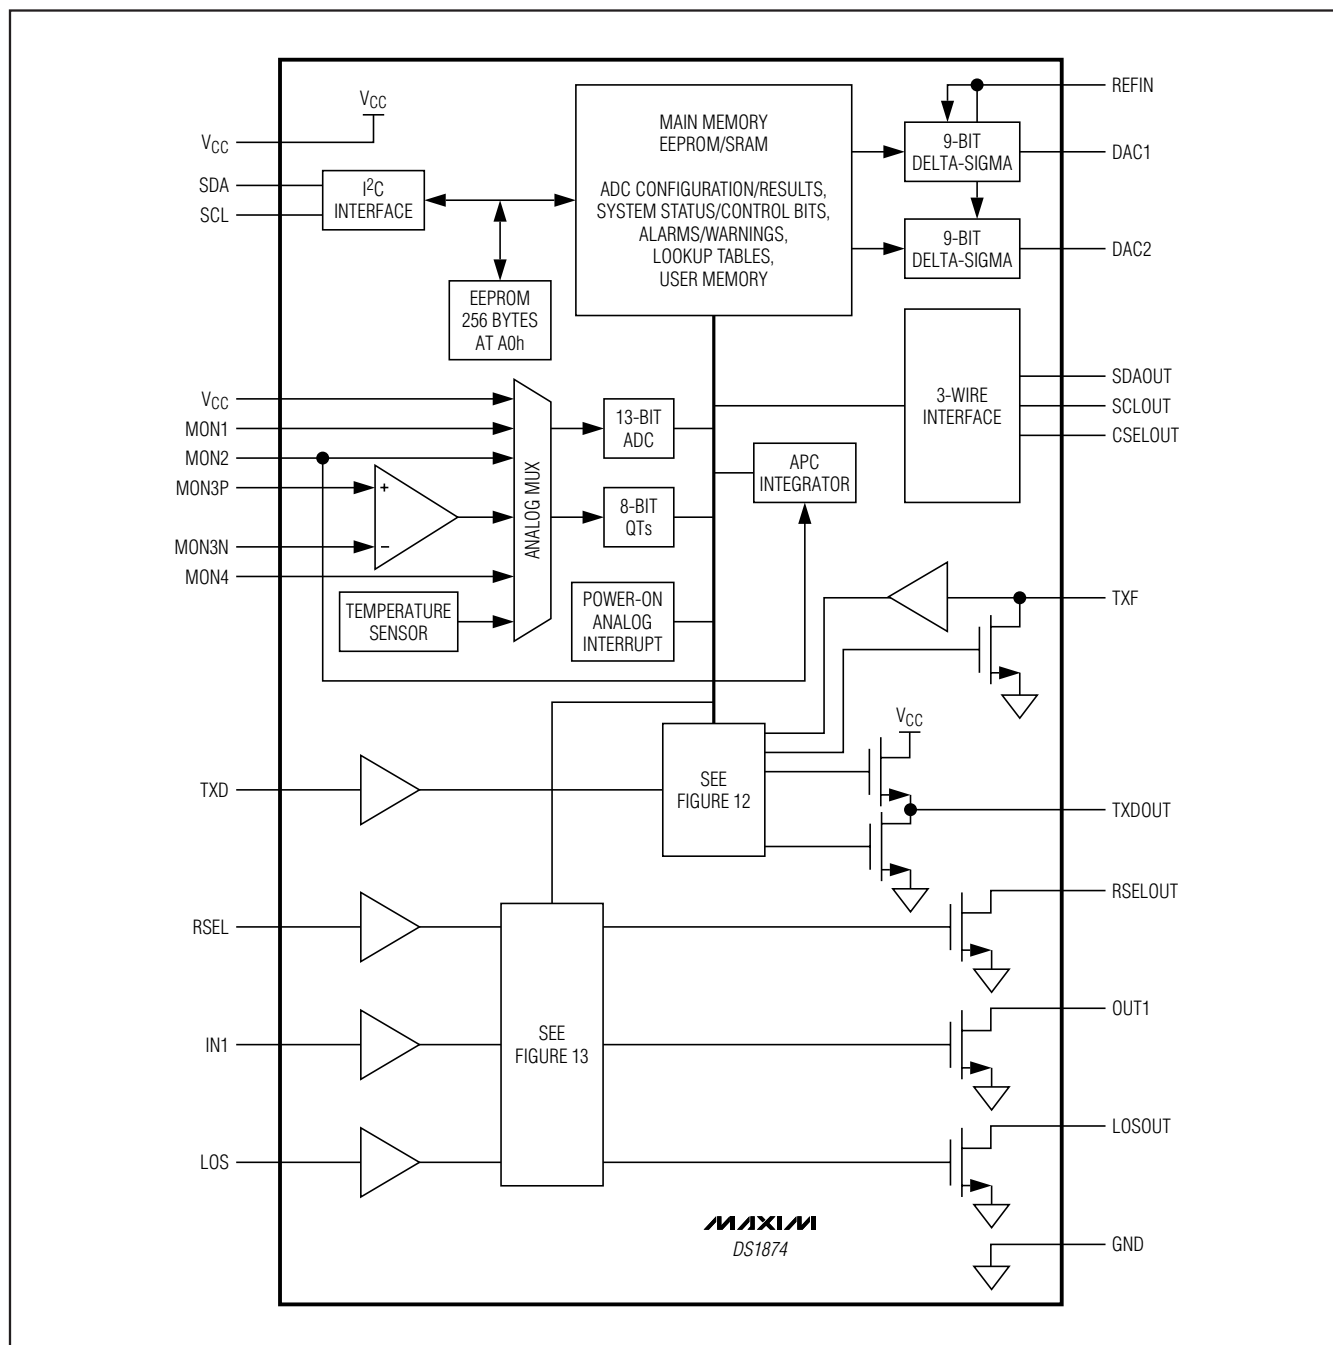 VCC
VCC
SDA
SCL
I2C
INTERFACE
EEPROM
256 BYTES
AT A0h
MAIN MEMORY
EEPROM/SRAM
ADC CONFIGURATION/RESULTS,
SYSTEM STATUS/CONTROL BITS,
ALARMS/WARNINGS,
LOOKUP TABLES,
USER MEMORY
9-BIT
DELTA-SIGMA
9-BIT
DELTA-SIGMA
REFIN
DAC1
DAC2
3-WIRE
INTERFACE
SDAOUT
SCLOUT
CSELOUT
VCC
MON1
MON2
MON3P
MON3N
MON4
+
−
ANALOG MUX
13-BIT
ADC
8-BIT
QTs
APC
INTEGRATOR
TEMPERATURE
SENSOR
POWER-ON
ANALOG
INTERRUPT
TXF
VCC
TXD
SEE
FIGURE 12
TXDOUT
RSEL
RSELOUT
IN1
SEE
FIGURE 13
OUT1
LOS
LOSOUT
MAXIM
DS1874
GND